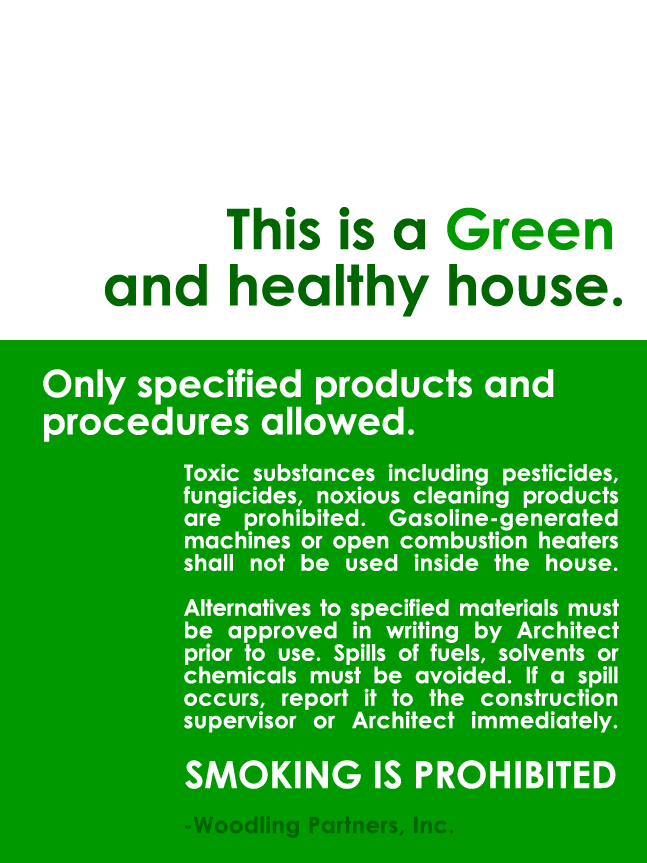 This is a Green
and healthy house.
Only specified products and
procedures allowed.
Toxic substances including pesticides,
fungicides, noxious cleaning products
are prohibited. Gasoline-generated
machines or open combustion heaters
shall not be used inside the house.
Alternatives to specified materials must
be approved in writing by Architect
prior to use. Spills of fuels, solvents or
chemicals must be avoided. If a spill
occurs, report it to the construction
supervisor or Architect immediately.
SMOKING IS PROHIBITED
-Woodling Partners, Inc.